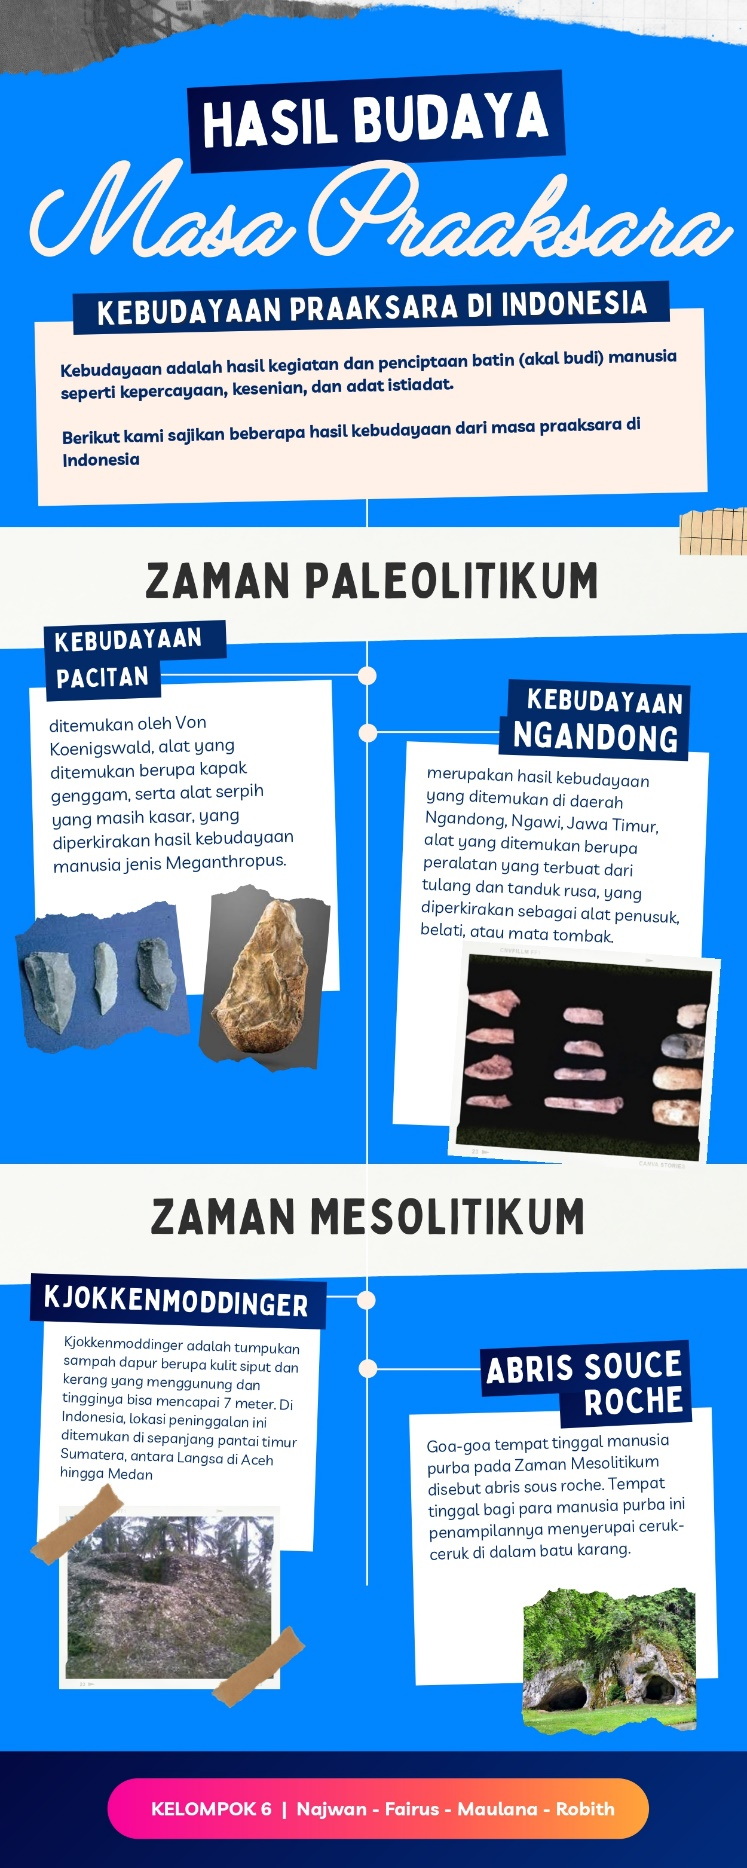 HASIL BUDAYA
Masa Praaksara
KEBUDAYAAN PRAAKSARA DI INDONESIA
Kebudayaan adalah hasil kegiatan dan penciptaan batin (akal budi) manusia
seperti kepercayaan, kesenian, dan adat istiadat.
Berikut kami sajikan beberapa hasil kebudayaan dari masa praaksara di
Indonesia
ZAMAN PALEOLITIKUM
KEBUDAYAAN
PACITAN
ditemukan oleh Von
Koenigswald, alat yang
ditemukan berupa kapak
genggam, serta alat serpih
yang masih kasar, yang
diperkirakan hasil kebudayaan
manusia jenis Meganthropus.
KEBUDAYAAN
NGANDONG
merupakan hasil kebudayaan
yang ditemukan di daerah
Ngandong, Ngawi, Jawa Timur,
alat yang ditemukan berupa
peralatan yang terbuat dari
tulang dan tanduk rusa, yang
diperkirakan sebagai alat penusuk,
belati, atau mata tombak.
ZAMAN MESOLITIKUM
KJOKKENMODDINGER
Kjokkenmoddinger adalah tumpukan
sampah dapur berupa kulit siput dan
kerang yang menggunung dan
tingginya bisa mencapai 7 meter. Di
Indonesia, lokasi peninggalan ini
ditemukan di sepanjang pantai timur
Sumatera, antara Langsa di Aceh
hingga Medan
ABRIS SOUCE
ROCHE
Goa-goa tempat tinggal manusia
purba pada Zaman Mesolitikum
disebut abris sous roche. Tempat
tinggal bagi para manusia purba ini
penampilannya menyerupai ceruk-
ceruk di dalam batu karang.
KELOMPOK 6 | Najwan - Fairus - Maulana - Robith